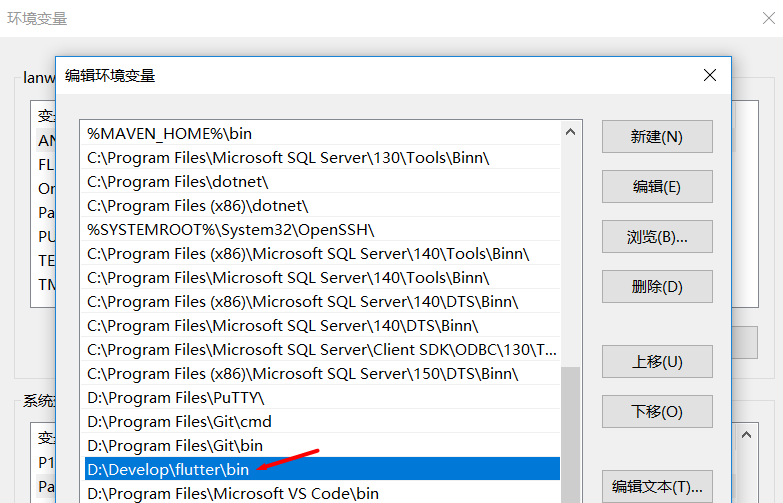 环境变量
lanw
编辑环境变量
变
AN
FL
On
Pa
PU
TE
TM
%MAVEN_HOME%\bin
C:\Program Files\Microsoft SQL Server\130\Tools\Binn\
C:\Program Files\dotnet\
C:\Program Files (x86)\dotnet\
%SYSTEMROOT%\System32\OpenSSH\
C:\Program Files (x86)\Microsoft SQL Server\140\Tools\Binn\
C:\Program Files\Microsoft SQL Server\140\Tools\Binn\
C:\Program Files (x86)\Microsoft SQL Server\140\DTS\Binn\
C:\Program Files\Microsoft SQL Server\140\DTS\Binn\
C:\Program Files\Microsoft SQL Server\Client SDK\ODBC\130\T...
C:\Program Files (x86)\Microsoft SQL Server\150\DTS\Binn\
D:\Program Files\PuTTY\
D:\Program Files\Git\cmd
D:\Program Files\Git\bin
D:\Develop\flutter\bin
D:\Program Files\Microsoft VS Code\bin
新建(N)
编辑(E)
浏览(B)...
删除(D)
上移(U)
下移(O)
编辑文本(T)...
系统
变
P1
Pa